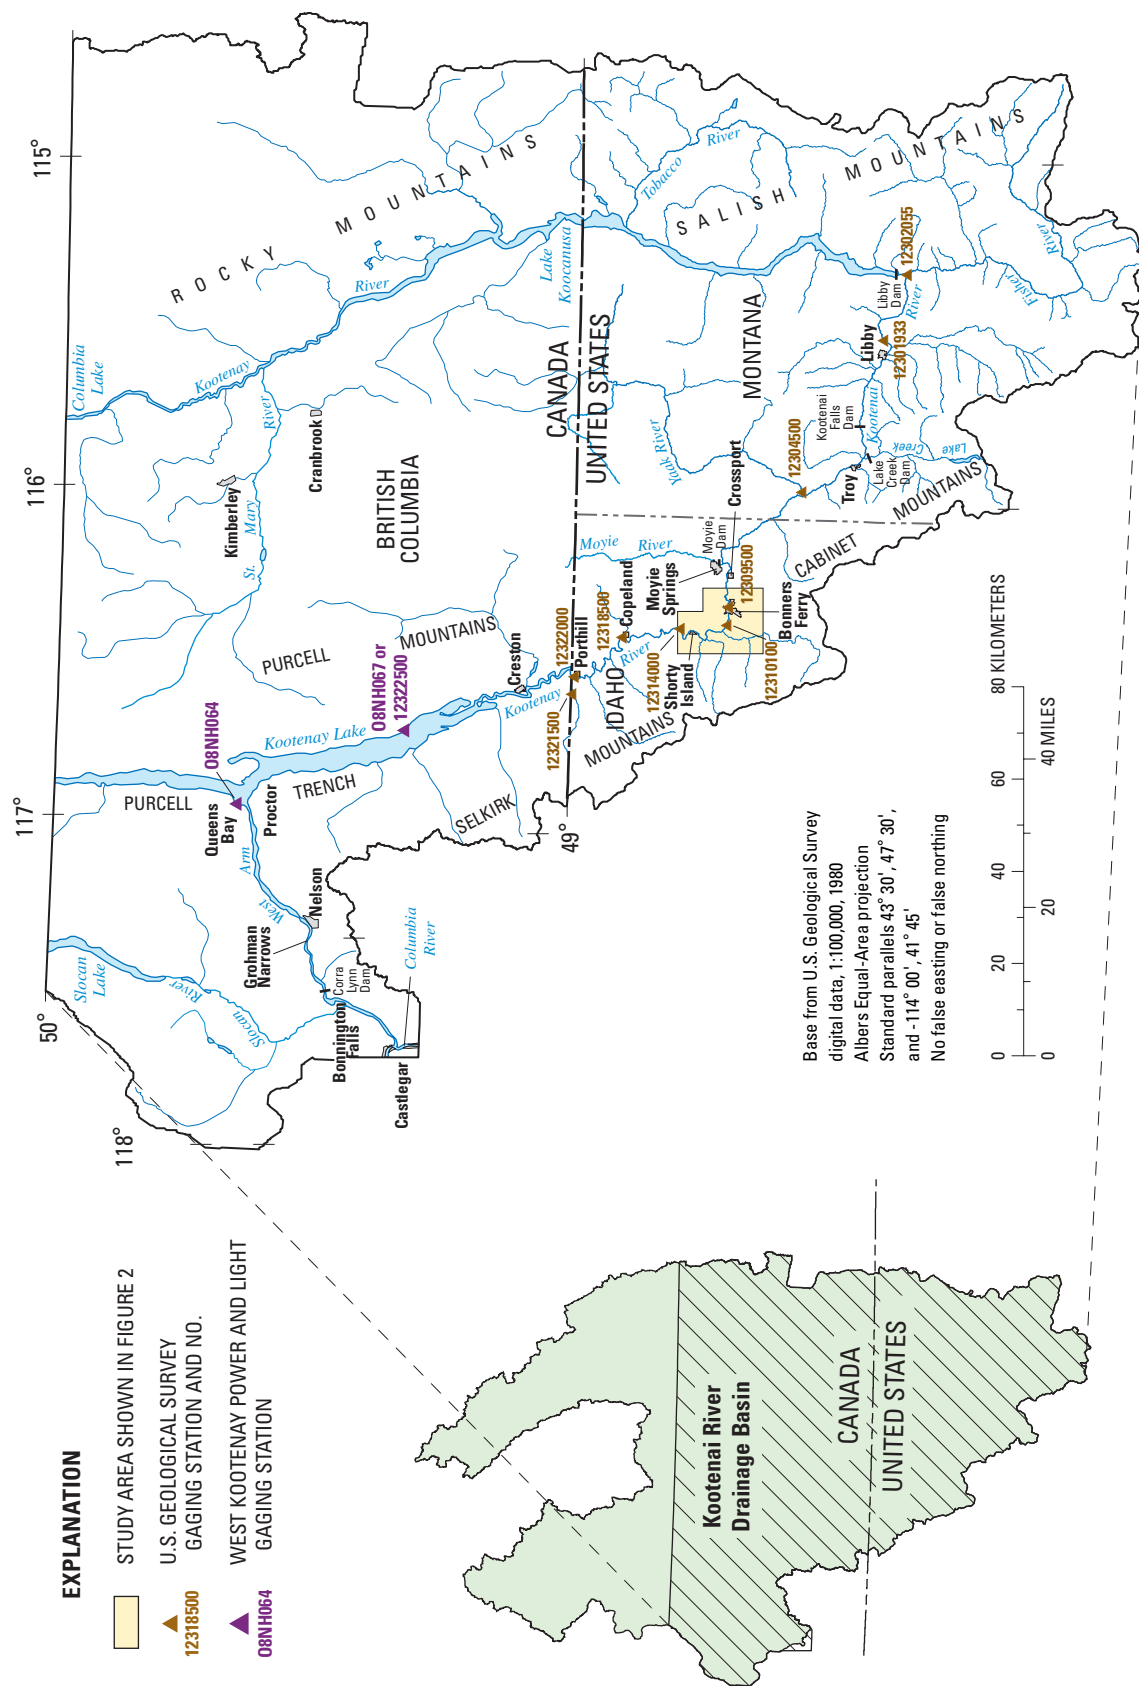 118°
117°
116°
115°
50°
49°
Slocan
Lake
Slocan
River
Bonnington
Falls
Castlegar
Corra
Lynn
Dam
Columbia
River
Grohman
Narrows
Nelson
West
Arm
Queens
Bay
Proctor
O8NH064
Kootenay Lake
O8NH067 or
12322500
PURCELL
TRENCH
SELKIRK
MOUNTAINS
PURCELL
MOUNTAINS
Creston
Kootenay
River
Columbia
Lake
Kootenay
River
Kimberley
St.
Mary
River
Cranbrook
BRITISH
COLUMBIA
ROCKY
MOUNTAINS
Lake
Koocanusa
CANADA
UNITED STATES
12321500
12322000
Porthill
12318500
Copeland
IDAHO
12314000
Shorty
Island
Moyie
River
Moyie
Springs
Moyie
Dam
Crossport
12309500
Bonners
Ferry
12310100
MONTANA
Yaak River
12304500
Troy
Lake
Creek
Dam
Lake
Creek
Kootenai
Falls
Dam
Kootenai
River
Libby
12301933
Libby
Dam
12302055
Fisher
River
Tobacco
River
SALISH
MOUNTAINS
CABINET
MOUNTAINS
Base from U.S. Geological Survey
digital data, 1:100,000, 1980
Albers Equal-Area projection
Standard parallels 43° 30', 47° 30',
and -114° 00', 41° 45'
No false easting or false northing
0
20
40
60
80 KILOMETERS
0
20
40 MILES
EXPLANATION
STUDY AREA SHOWN IN FIGURE 2
12318500
U.S. GEOLOGICAL SURVEY
GAGING STATION AND NO.
O8NH064
WEST KOOTENAY POWER AND LIGHT
GAGING STATION
Kootenai River
Drainage Basin
CANADA
UNITED STATES